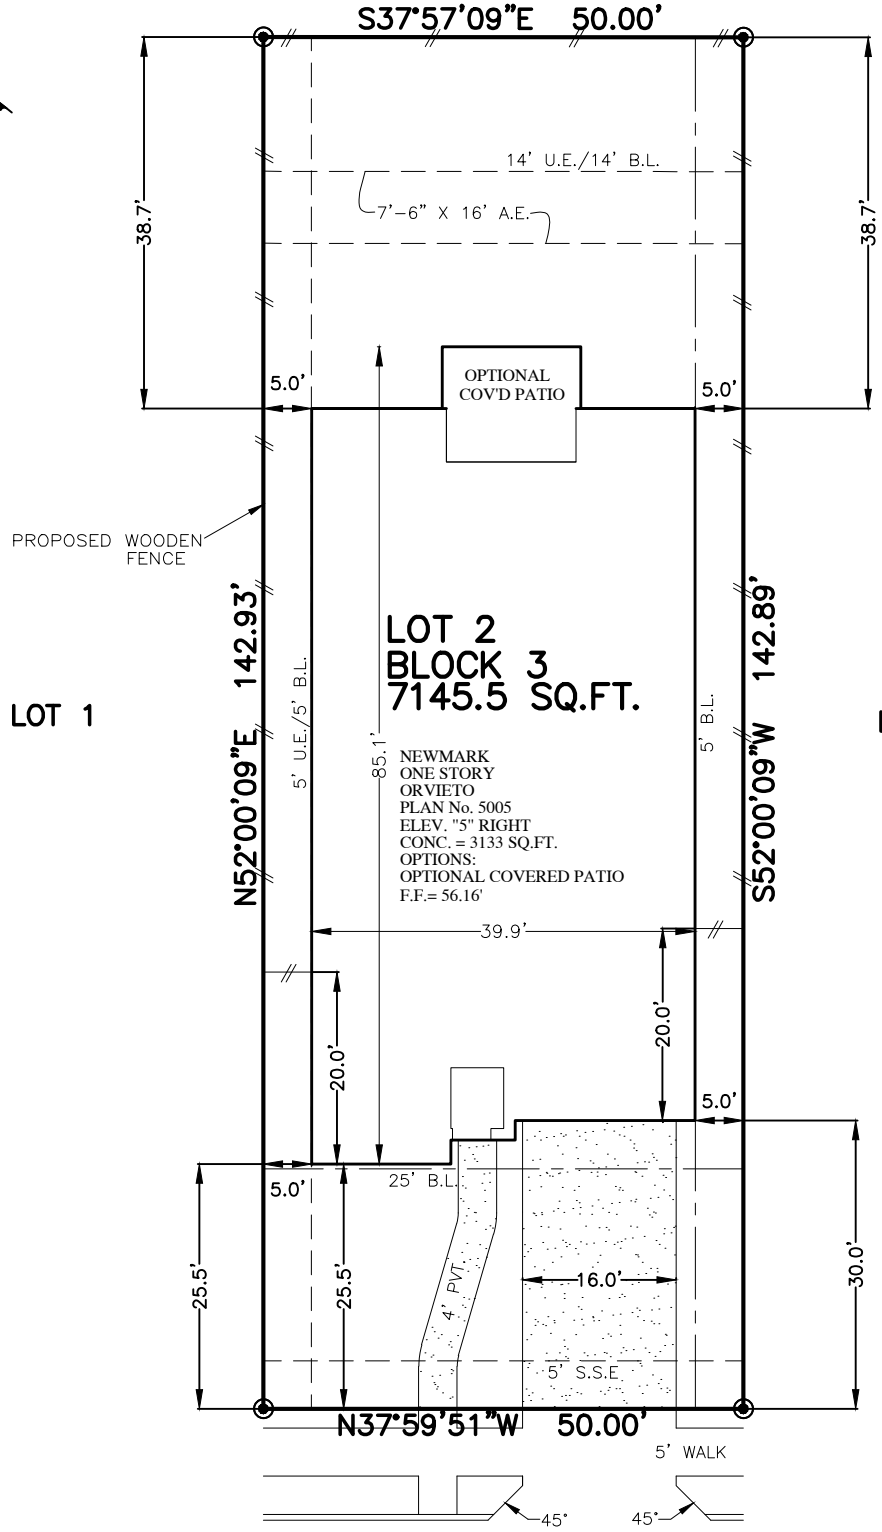 S37°57'09"E 50.00'
14' U.E./14' B.L.
7'-6" X 16' A.E.
38.7'
38.7'
OPTIONAL
COV'D PATIO
5.0'
5.0'
PROPOSED WOODEN
FENCE
N52°00'09"E 142.93'
S52°00'09"W 142.89'
LOT 2
BLOCK 3
7145.5 SQ.FT.
LOT 1
5' U.E./5' B.L.
85.1'
5' B.L.
NEWMARK
ONE STORY
ORVIETO
PLAN No. 5005
ELEV. "5" RIGHT
CONC. = 3133 SQ.FT.
OPTIONS:
OPTIONAL COVERED PATIO
F.F.= 56.16'
39.9'
20.0'
20.0'
5.0'
5.0'
25' B.L.
25.5'
25.5'
4' PVT.
16.0'
30.0'
5' S.S.E
N37°59'51"W 50.00'
5' WALK
45°
45°